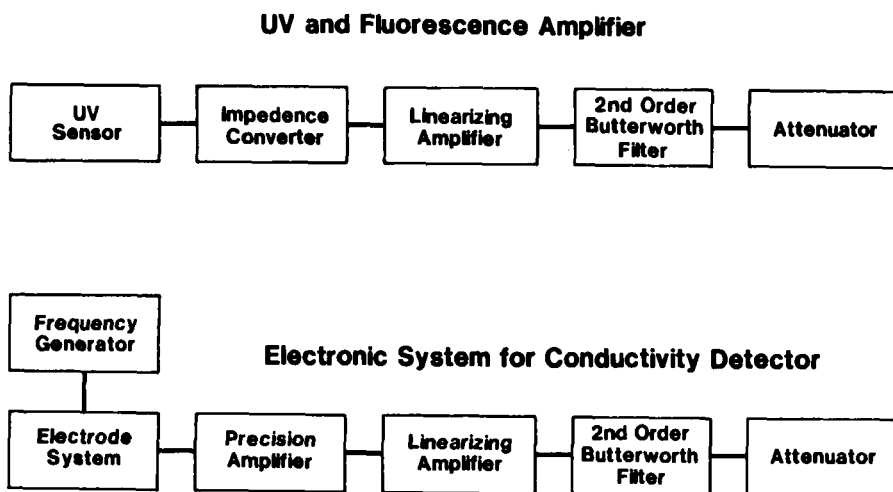 UV and Fluorescence Amplifier
UV
Sensor
Impedence
Converter
Linearizing
Amplifier
2nd Order
Butterworth
Filter
Attenuator
Frequency
Generator
Electronic System for Conductivity Detector
Electrode
System
Precision
Amplifier
Linearizing
Amplifier
2nd Order
Butterworth
Filter
Attenuator